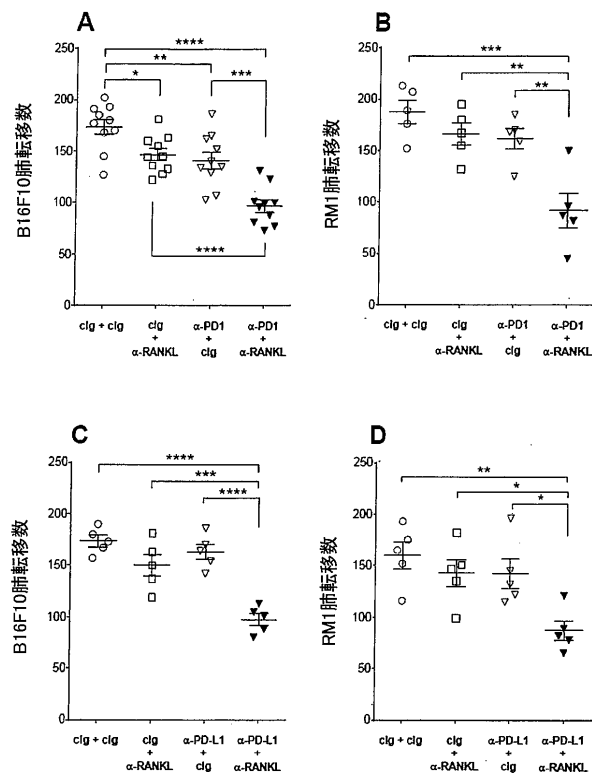 A
****
**
*
***
****
250
200
150
100
50
0
B16F10肺転移数
cIg + cIg
cIg
+
α-RANKL
α-PD1
+
cIg
α-PD1
+
α-RANKL
B
***
**
**
250
200
150
100
50
0
RM1肺転移数
cIg + cIg
cIg
+
α-RANKL
α-PD1
+
cIg
α-PD1
+
α-RANKL
C
****
***
****
250
200
150
100
50
0
B16F10肺転移数
cIg + cIg
cIg
+
α-RANKL
α-PD-L1
+
cIg
α-PD-L1
+
α-RANKL
D
**
*
*
250
200
150
100
50
0
RM1肺転移数
cIg + cIg
cIg
+
α-RANKL
α-PD-L1
+
cIg
α-PD-L1
+
α-RANKL